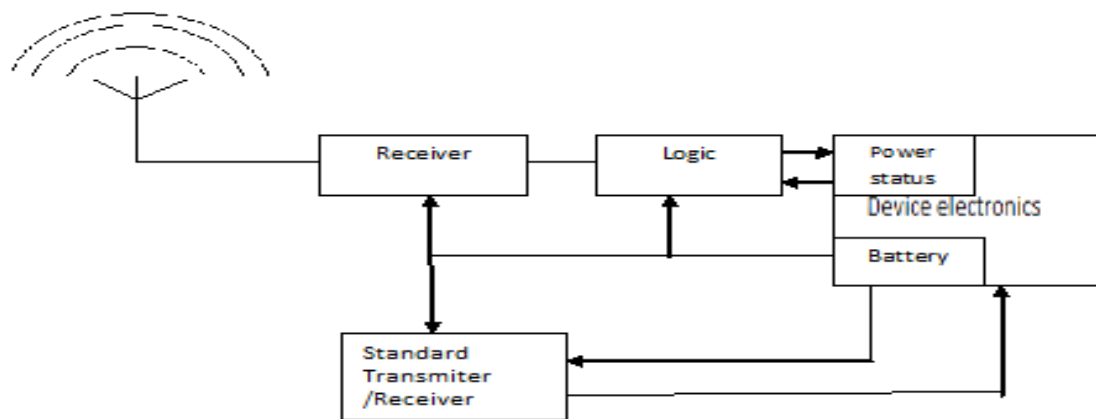 Receiver
Logic
Power
status
Device electronics
Battery
Standard
Transmiter
/Receiver